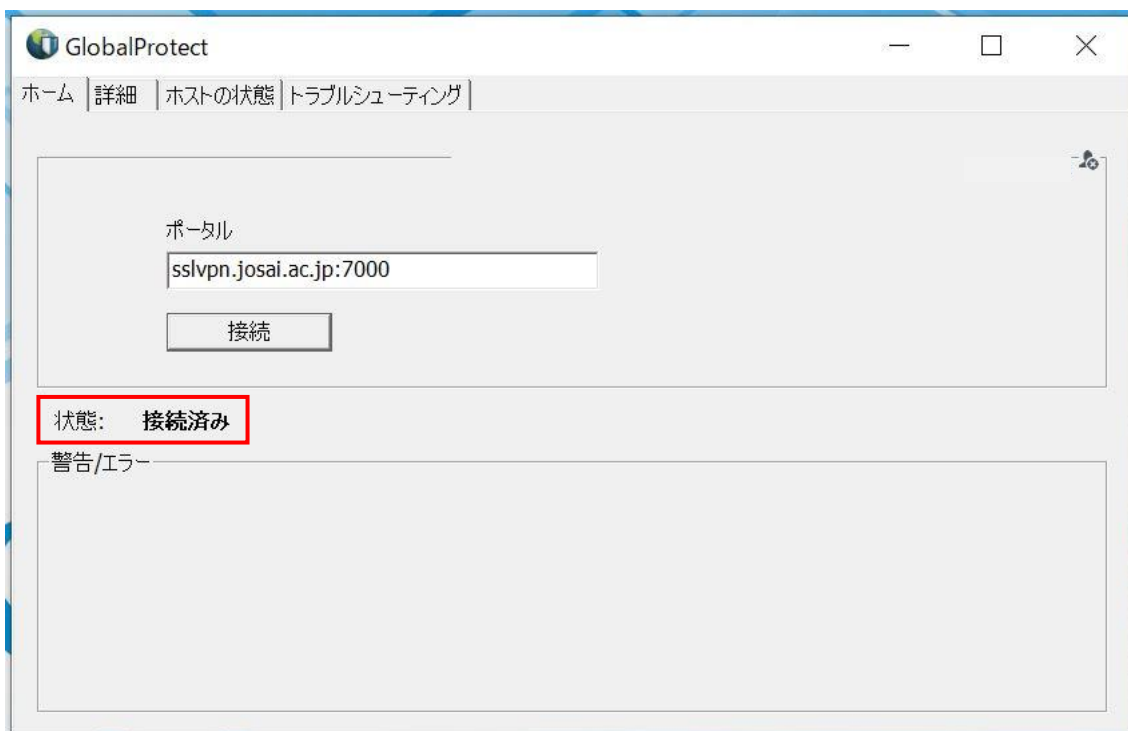 GlobalProtect
ホーム 詳細 ホストの状態 トラブルシューティング
ポータル
sslvpn.josai.ac.jp:7000
接続
状態: 接続済み
警告/エラー